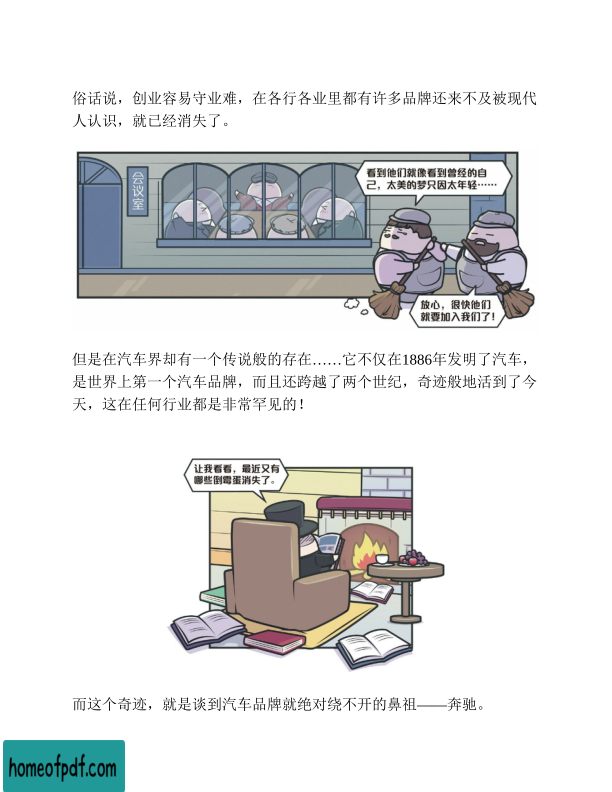 俗话说，创业容易守业难，在各行各业里都有许多品牌还来不及被现代
人认识，就已经消失了。
会议室
看到他们就像看到曾经的自
己，太美的梦只因太年轻……
放心，很快他们
就要加入我们了！
但是在汽车界却有一个传说般的存在……它不仅在1886年发明了汽车，
是世界上第一个汽车品牌，而且还跨越了两个世纪，奇迹般地活到了今
天，这在任何行业都是非常罕见的！
让我看看，最近又有
哪些倒霉蛋消失了。
而这个奇迹，就是谈到汽车品牌就绝对绕不开的鼻祖——奔驰。
homeofpdf.com